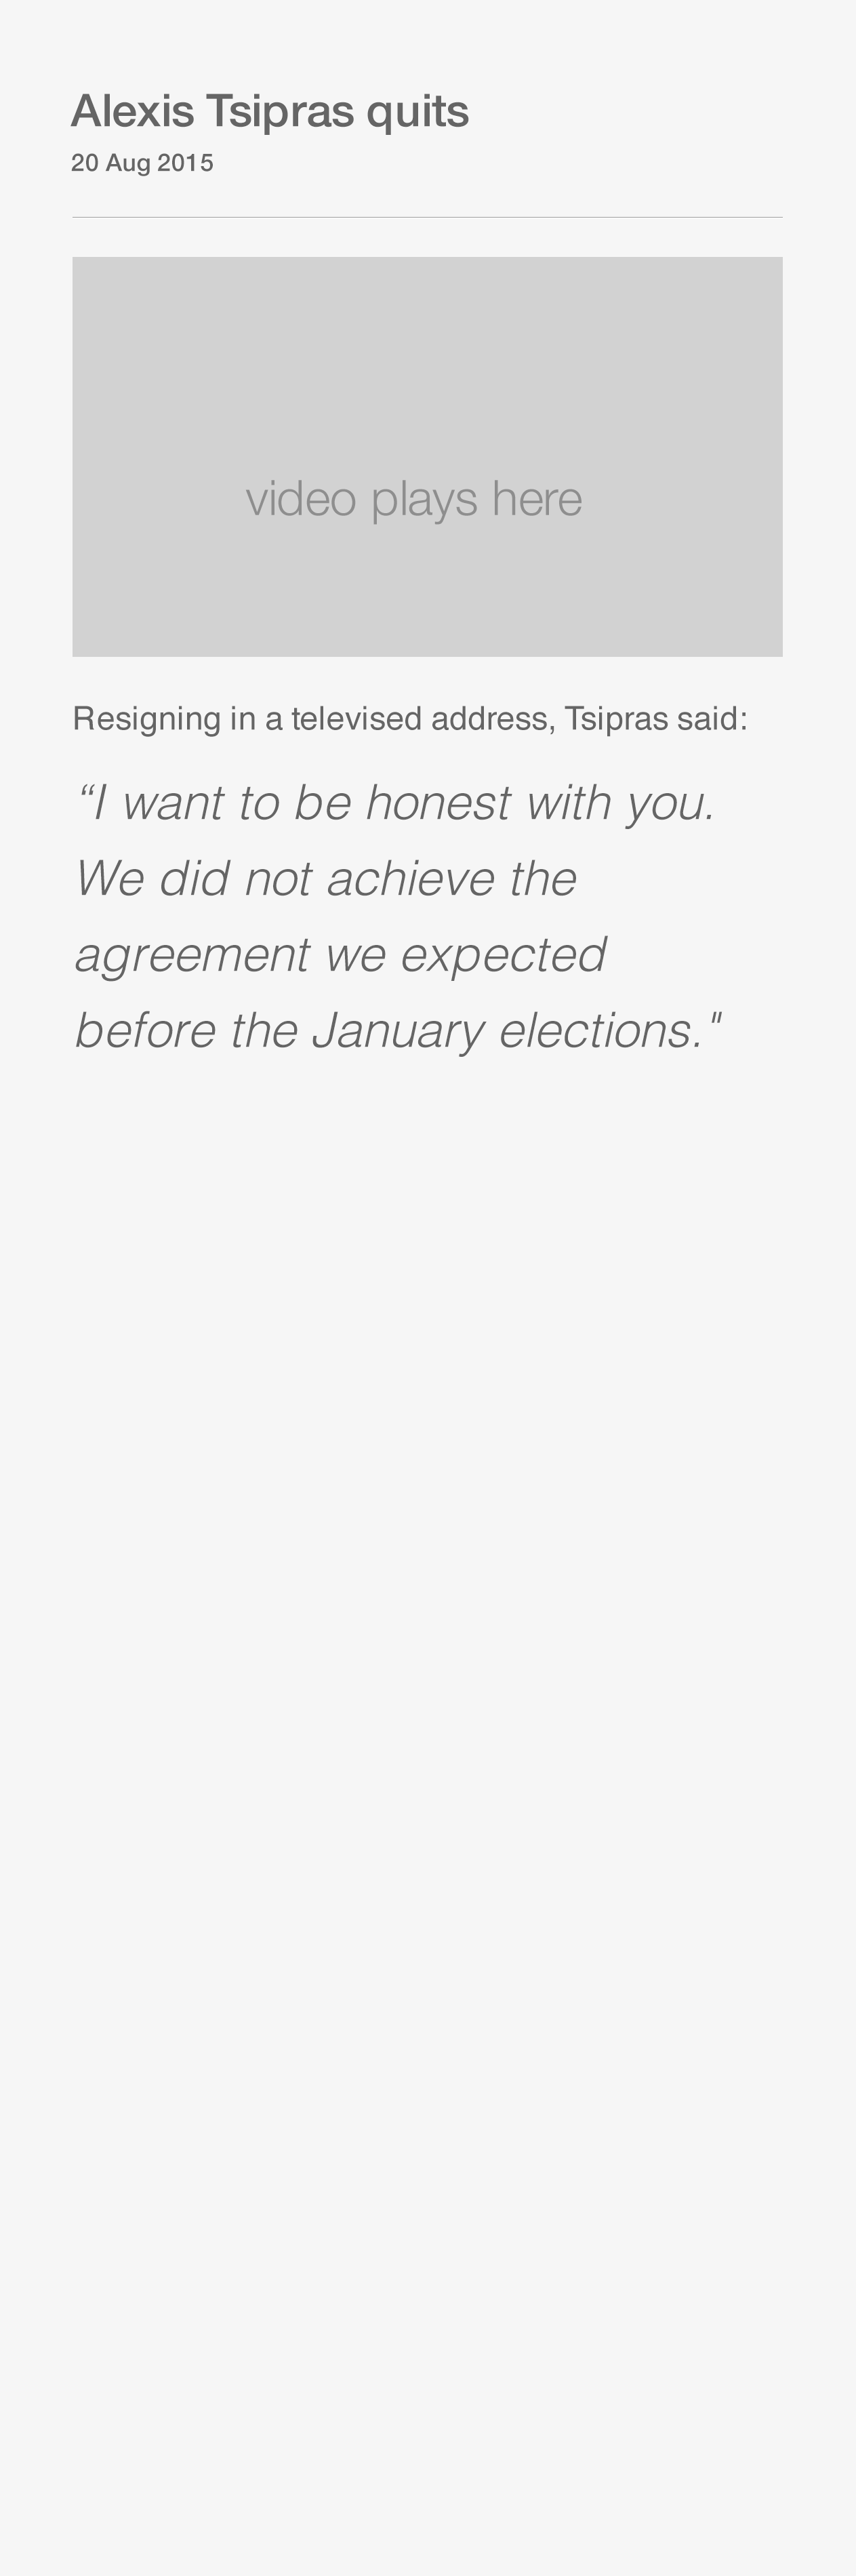 Alexis Tsipras quits
20 Aug 2015
video plays here
Resigning in a televised address, Tsipras said:
“I want to be honest with you.
We did not achieve the
agreement we expected
before the January elections."